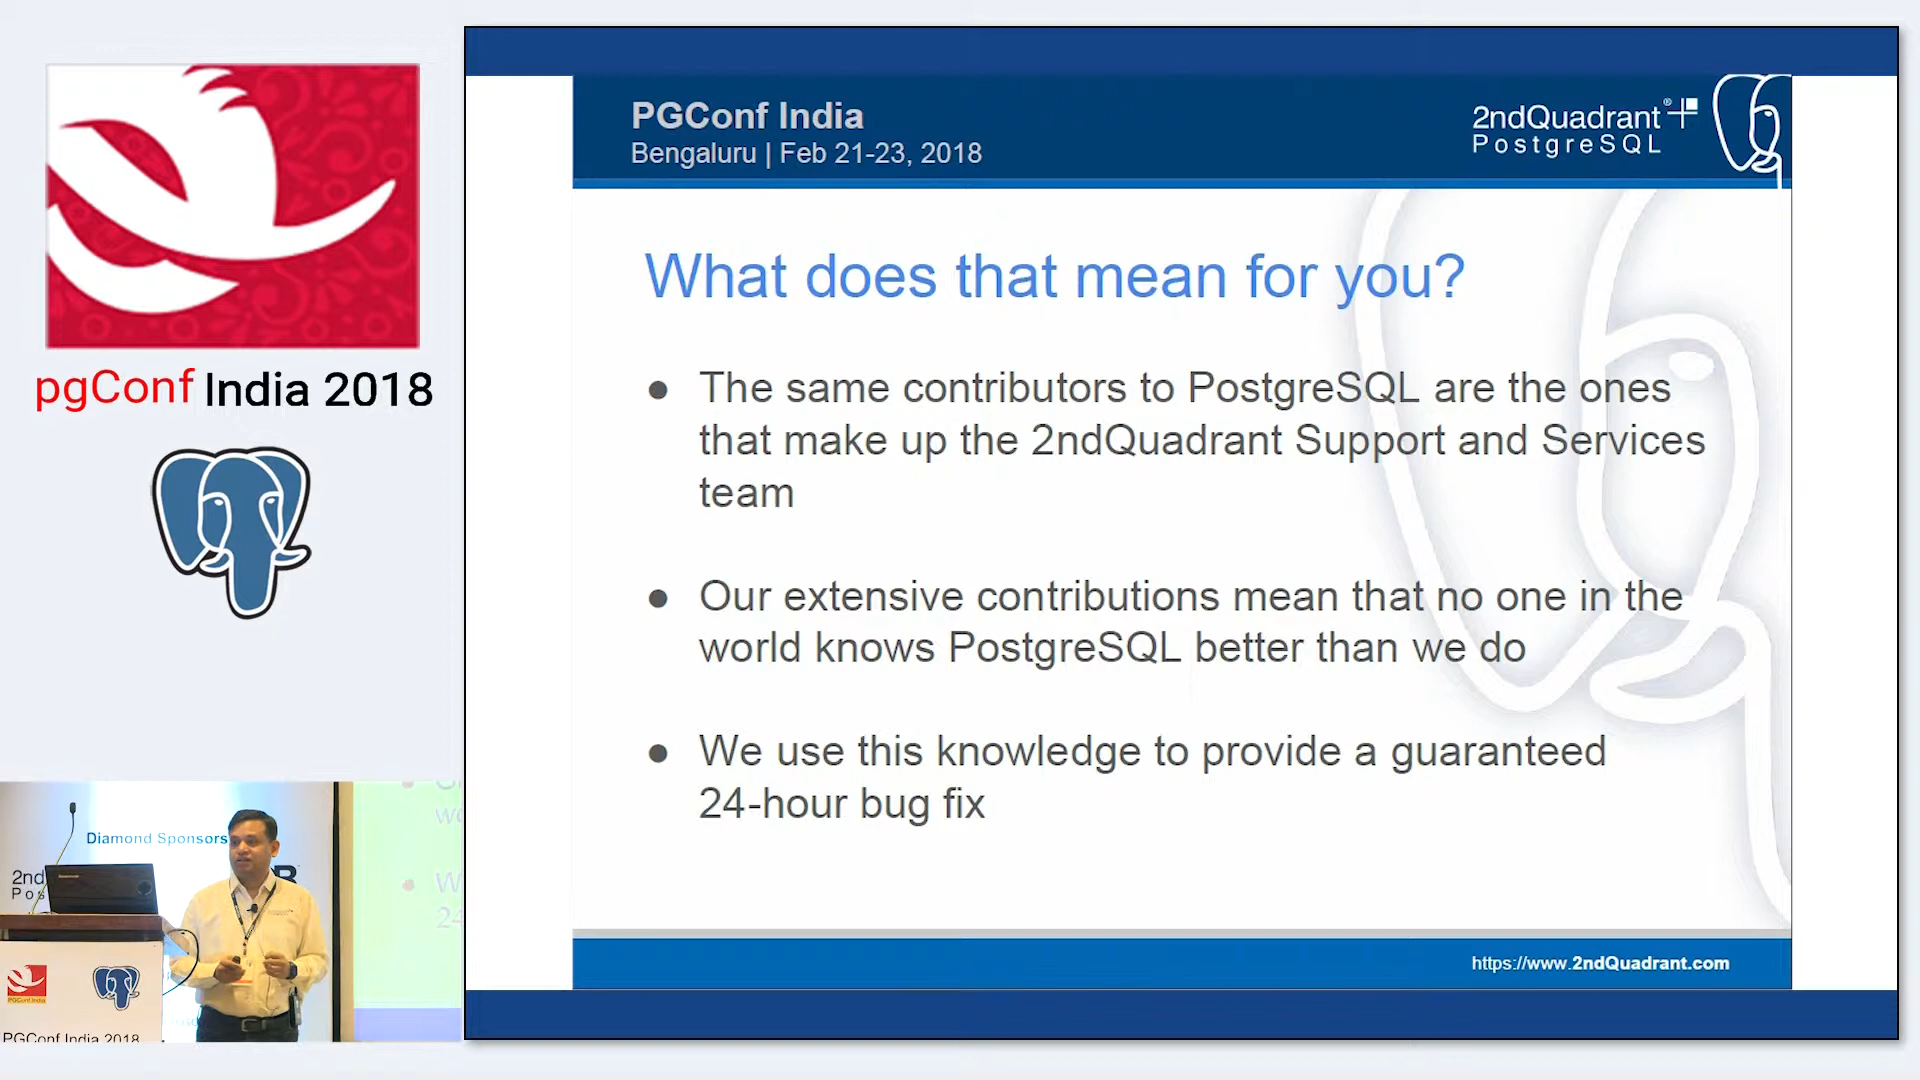 pgConf India 2018
Diamond Sponsors
2nd
Pos
PGConf India 2018
PGConf India
Bengaluru | Feb 21-23, 2018
2ndQuadrant®+
PostgreSQL
What does that mean for you?
● The same contributors to PostgreSQL are the ones
that make up the 2ndQuadrant Support and Services
team
● Our extensive contributions mean that no one in the
world knows PostgreSQL better than we do
● We use this knowledge to provide a guaranteed
24-hour bug fix
https://www.2ndQuadrant.com